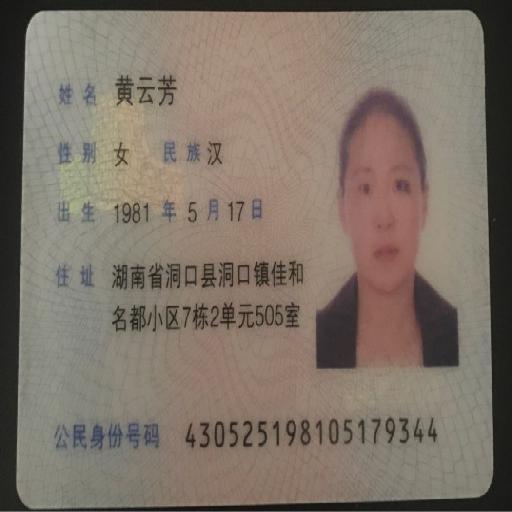 姓名 黄云芳
性别 女 民族 汉
出生 1981 年 5 月 17 日
住址 湖南省洞口县洞口镇佳和
名都小区7栋2单元505室
公民身份号码 430525198105179344